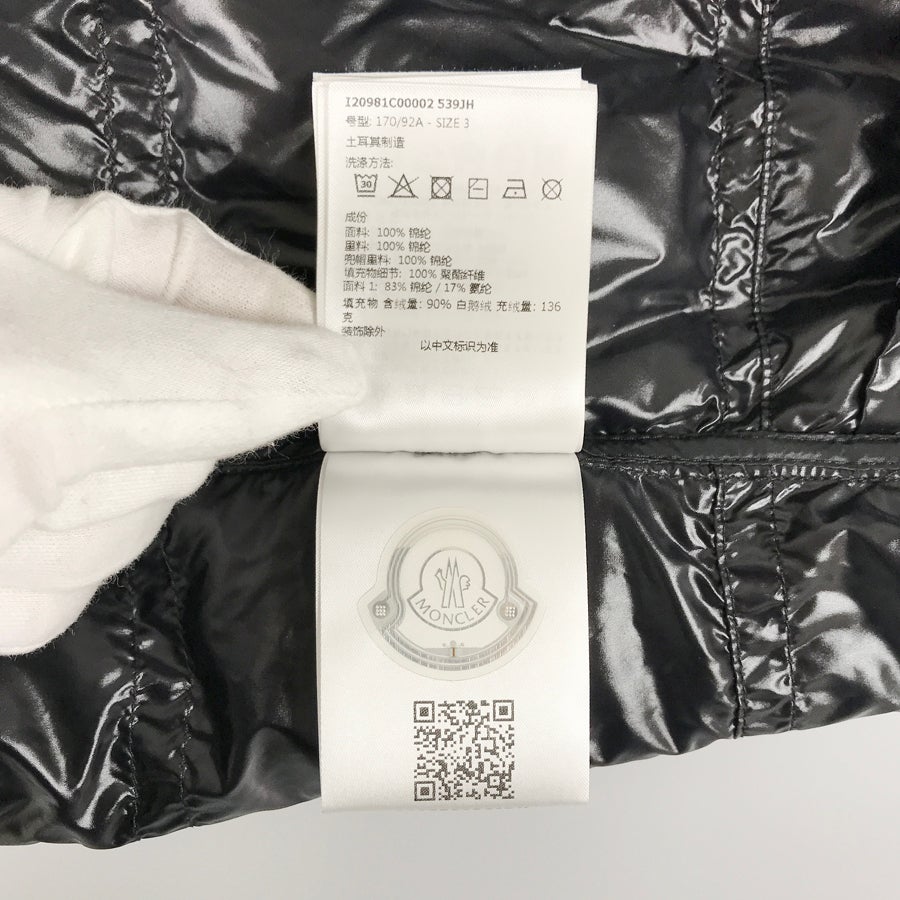 I20981C00002 539JH
号型: 170/92A - SIZE 3
土耳其制造
洗涤方法:
30
成份
面料: 100% 锦纶
里料: 100% 锦纶
兜帽里料: 100% 锦纶
填充物细节: 100% 聚酯纤维
面料 1: 83% 锦纶 / 17% 氨纶
填充物 含绒量: 90% 白鹅绒 充绒量: 136
克
装饰除外
以中文标识为准
MONCLER
1